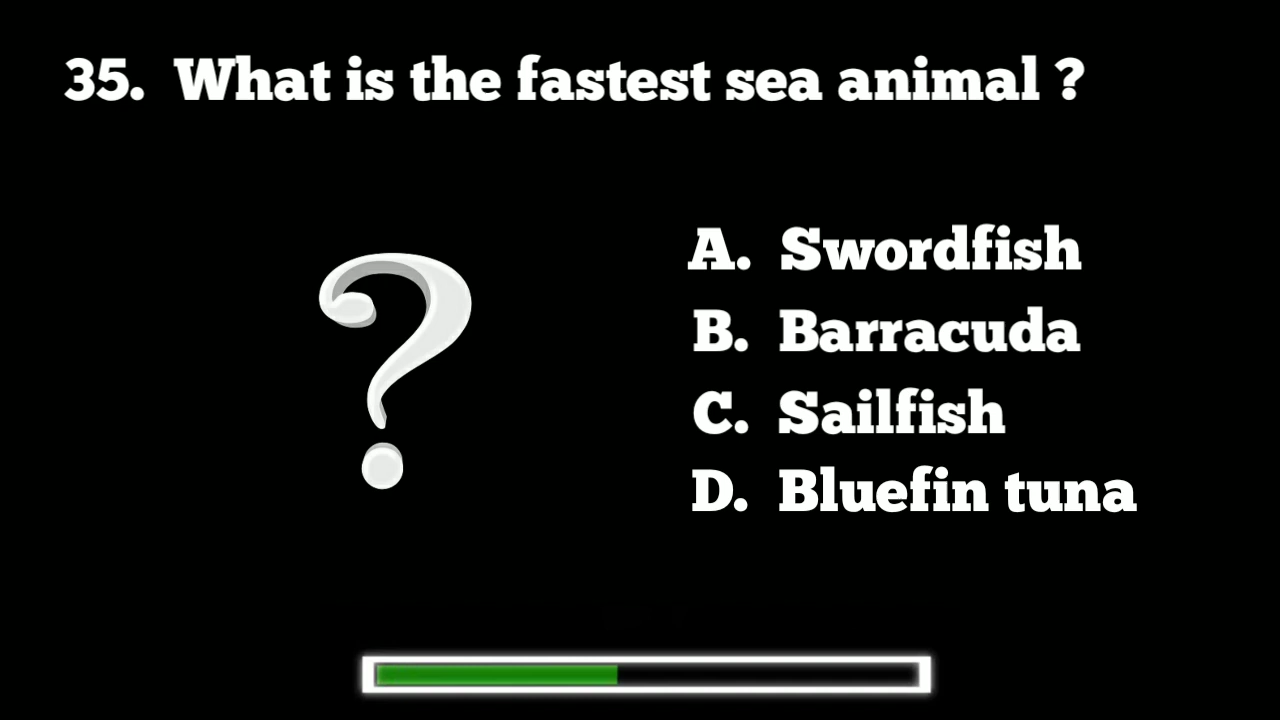 35. What is the fastest sea animal ?
?
A. Swordfish
B. Barracuda
C. Sailfish
D. Bluefin tuna